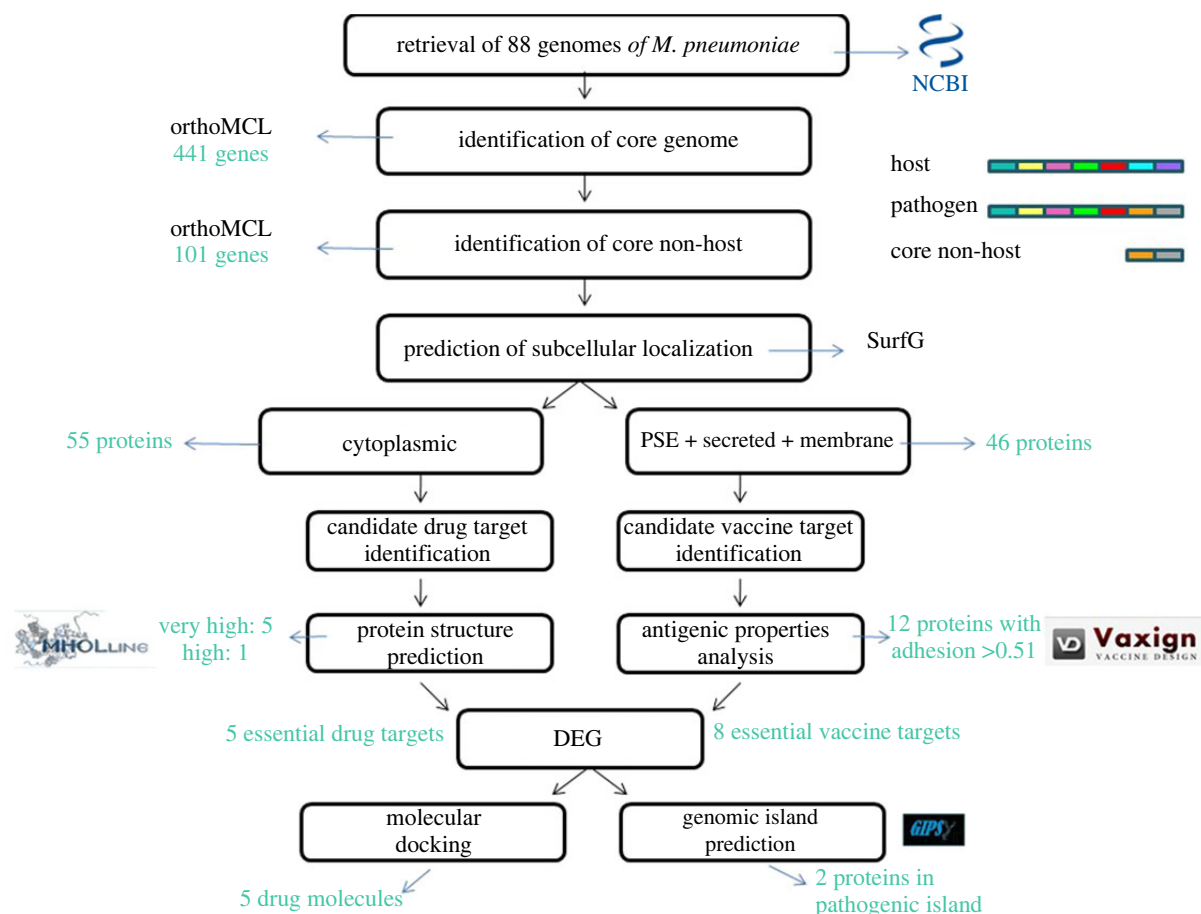 retrieval of 88 genomes of M. pneumoniae
NCBI
orthoMCL
441 genes
identification of core genome
host
pathogen
core non-host
orthoMCL
101 genes
identification of core non-host
prediction of subcellular localization
SurfG
55 proteins
cytoplasmic
PSE + secreted + membrane
46 proteins
candidate drug target
identification
candidate vaccine target
identification
MHOLLINE
very high: 5
high: 1
protein structure
prediction
antigenic properties
analysis
12 proteins with
adhesion >0.51
VD Vaxign
VACCINE DESIGN
5 essential drug targets
DEG
8 essential vaccine targets
molecular
docking
genomic island
prediction
GIPSy
5 drug molecules
2 proteins in
pathogenic island